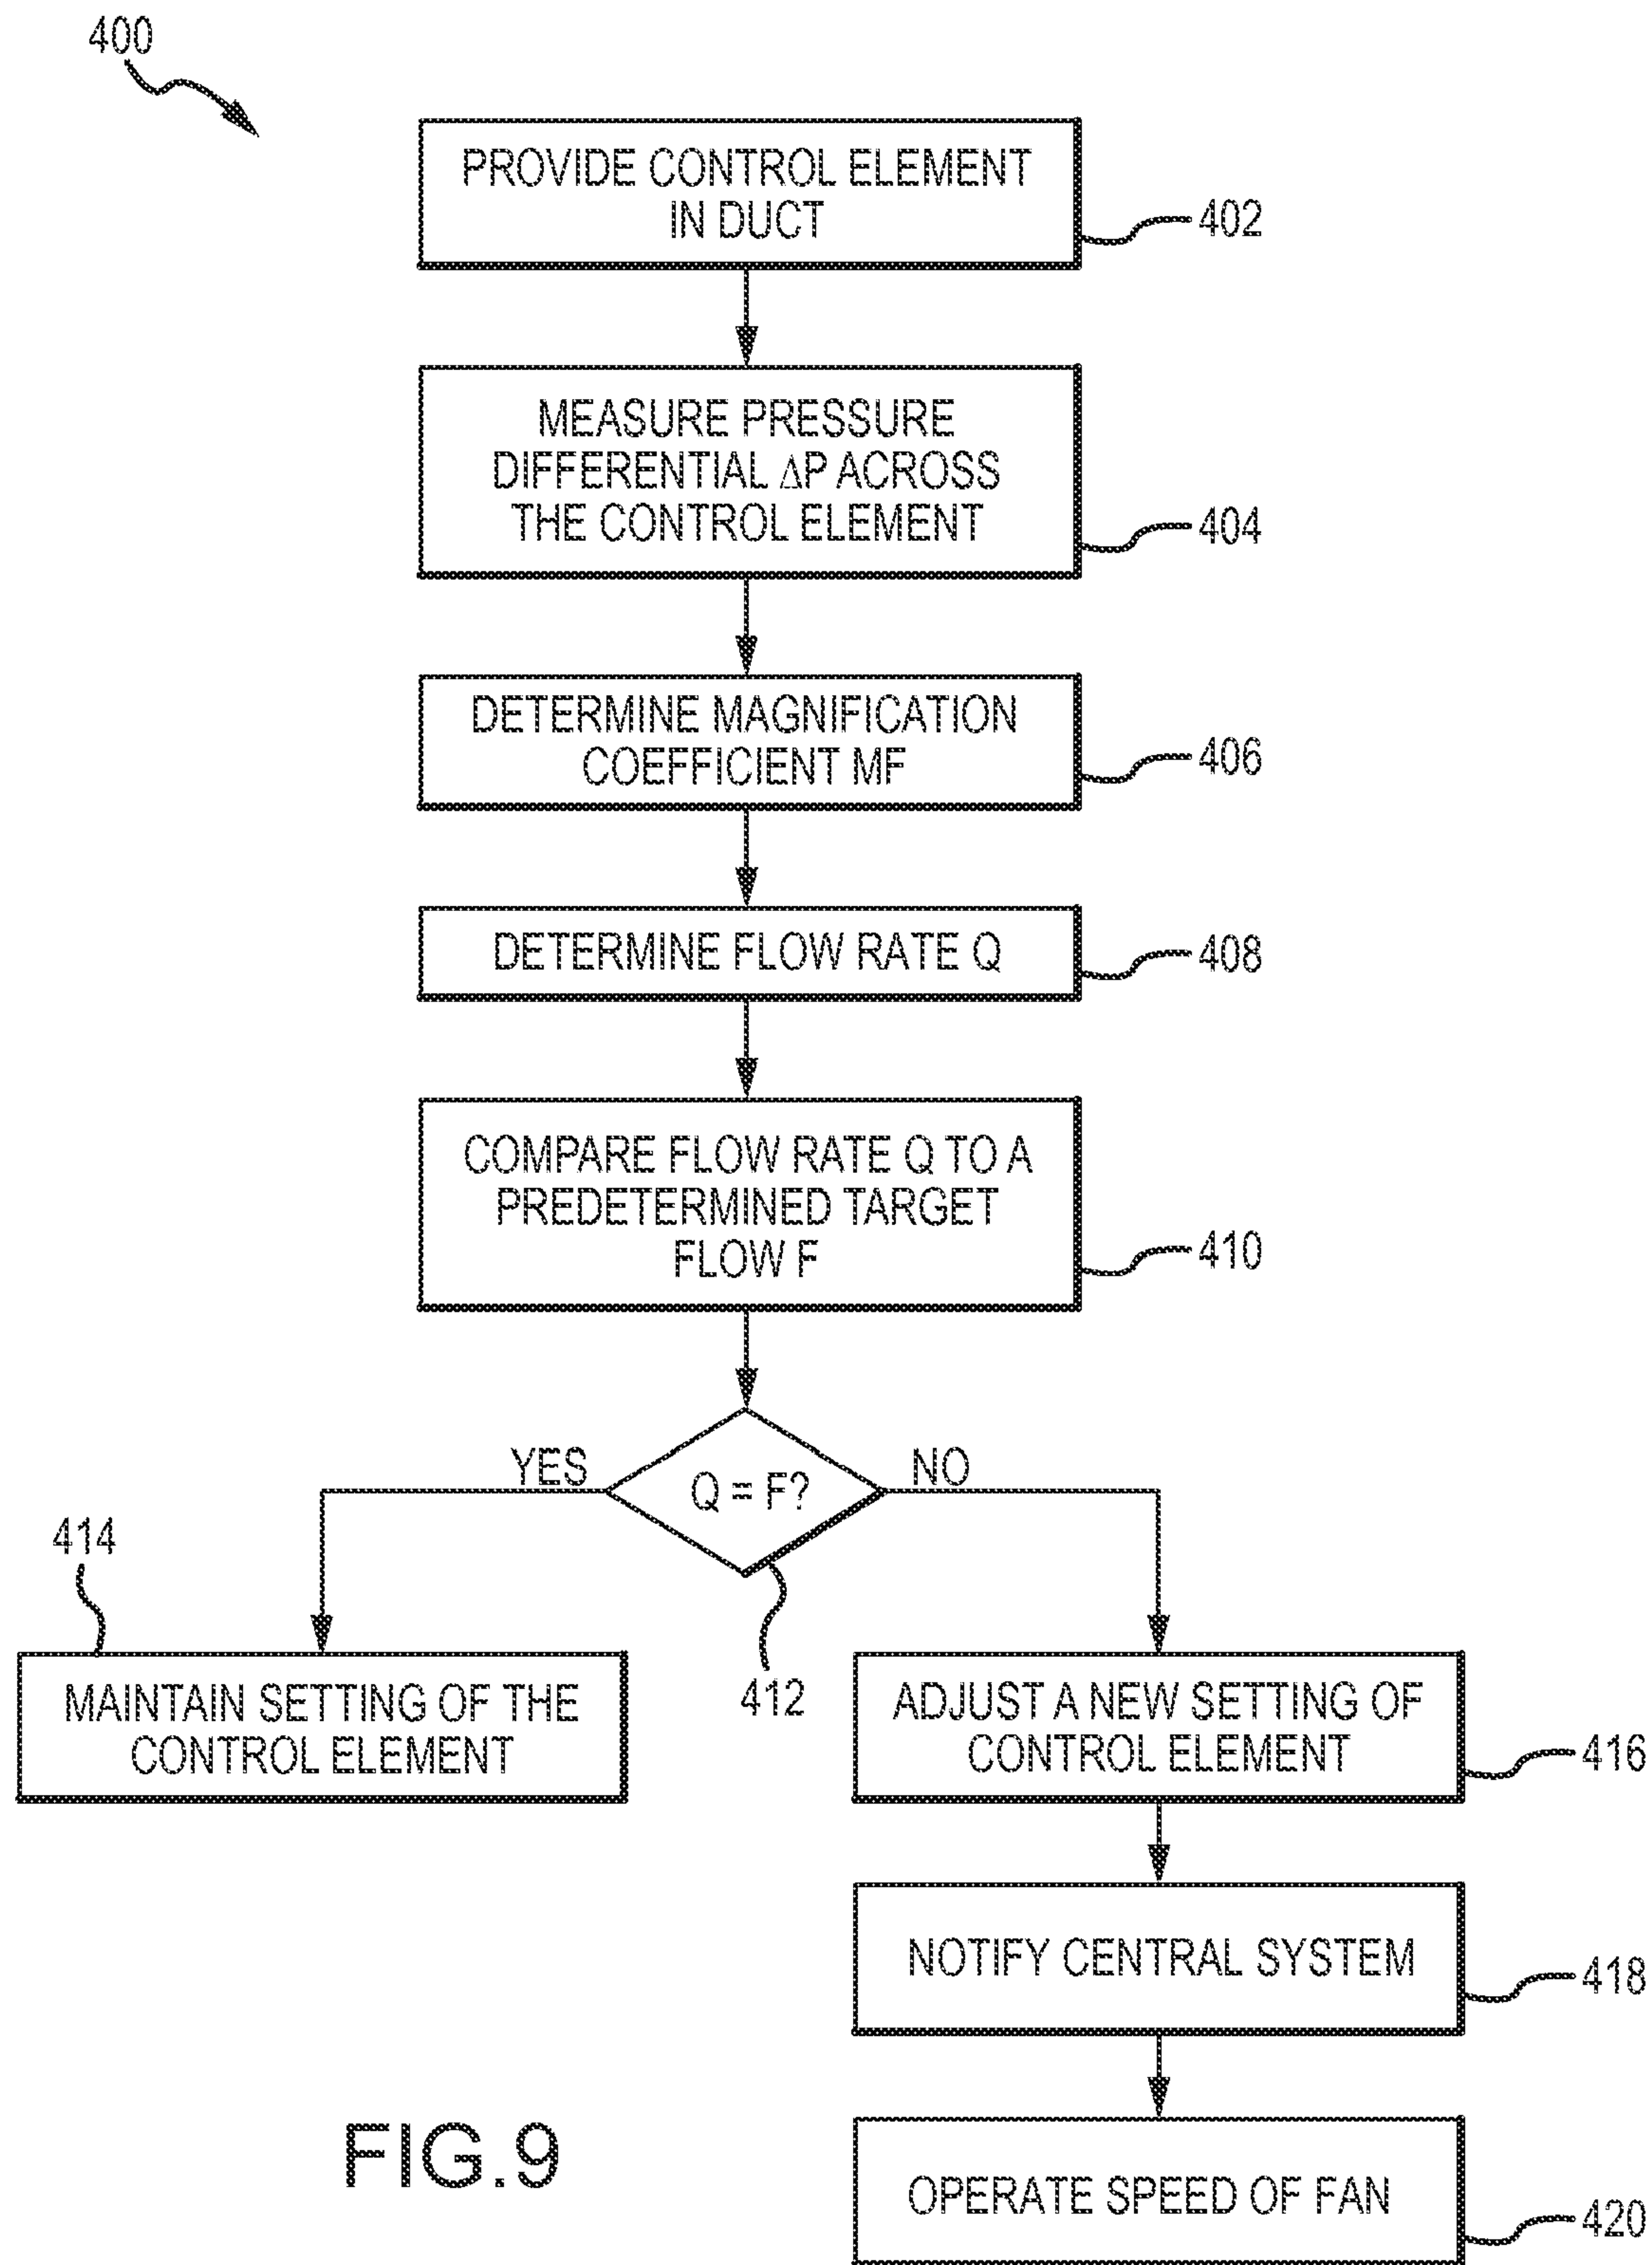 400
PROVIDE CONTROL ELEMENT
IN DUCT
402
MEASURE PRESSURE
DIFFERENTIAL ΔP ACROSS
THE CONTROL ELEMENT
404
DETERMINE MAGNIFICATION
COEFFICIENT MF
406
DETERMINE FLOW RATE Q
408
COMPARE FLOW RATE Q TO A
PREDETERMINED TARGET
FLOW F
410
YES
Q = F?
NO
412
414
MAINTAIN SETTING OF THE
CONTROL ELEMENT
ADJUST A NEW SETTING OF
CONTROL ELEMENT
416
NOTIFY CENTRAL SYSTEM
418
OPERATE SPEED OF FAN
420
FIG.9